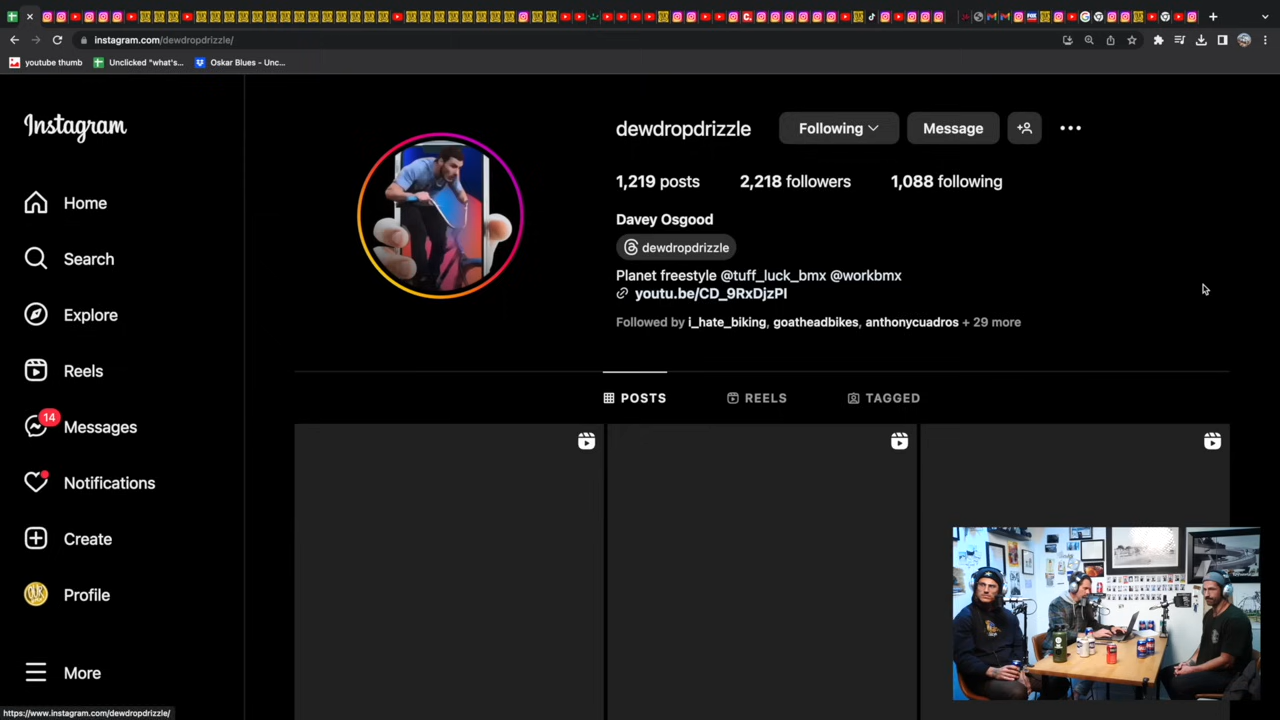 instagram.com/dewdropdrizzle/
youtube thumb
Unclicked "what's...
Oskar Blues - Unc...
Instagram
Home
Search
Explore
Reels
14
Messages
Notifications
Create
Profile
More
dewdropdrizzle
Following
Message
1,219 posts
2,218 followers
1,088 following
Davey Osgood
dewdropdrizzle
Planet freestyle @tuff_luck_bmx @workbmx
youtu.be/CD_9RxDjzPI
Followed by i_hate_biking, goatheadbikes, anthonycuadros + 29 more
POSTS
REELS
TAGGED
https://www.instagram.com/dewdropdrizzle/